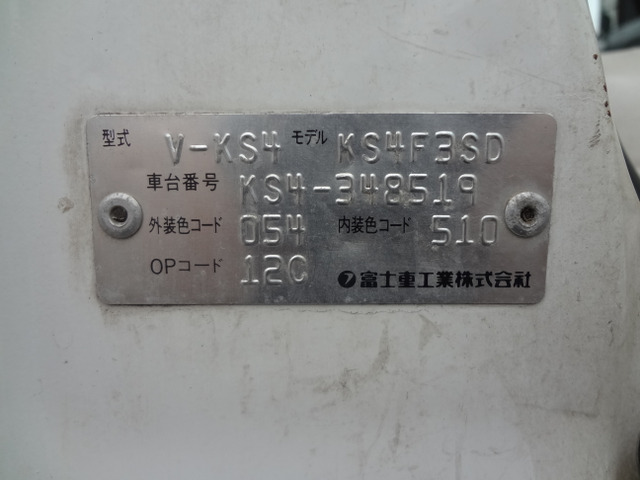 型式 V-KS4 モデル KS4F3SD
車台番号 KS4-348519
外装色コード 054 内装色コード 510
OPコード 12C 富士重工業株式会社